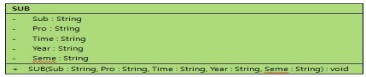 SUB
- Sub : String
- Pro : String
- Time : String
- Year : String
- Seme : String
+ SUB(Sub : String, Pro : String, Time : String, Year : String, Seme : String) : void